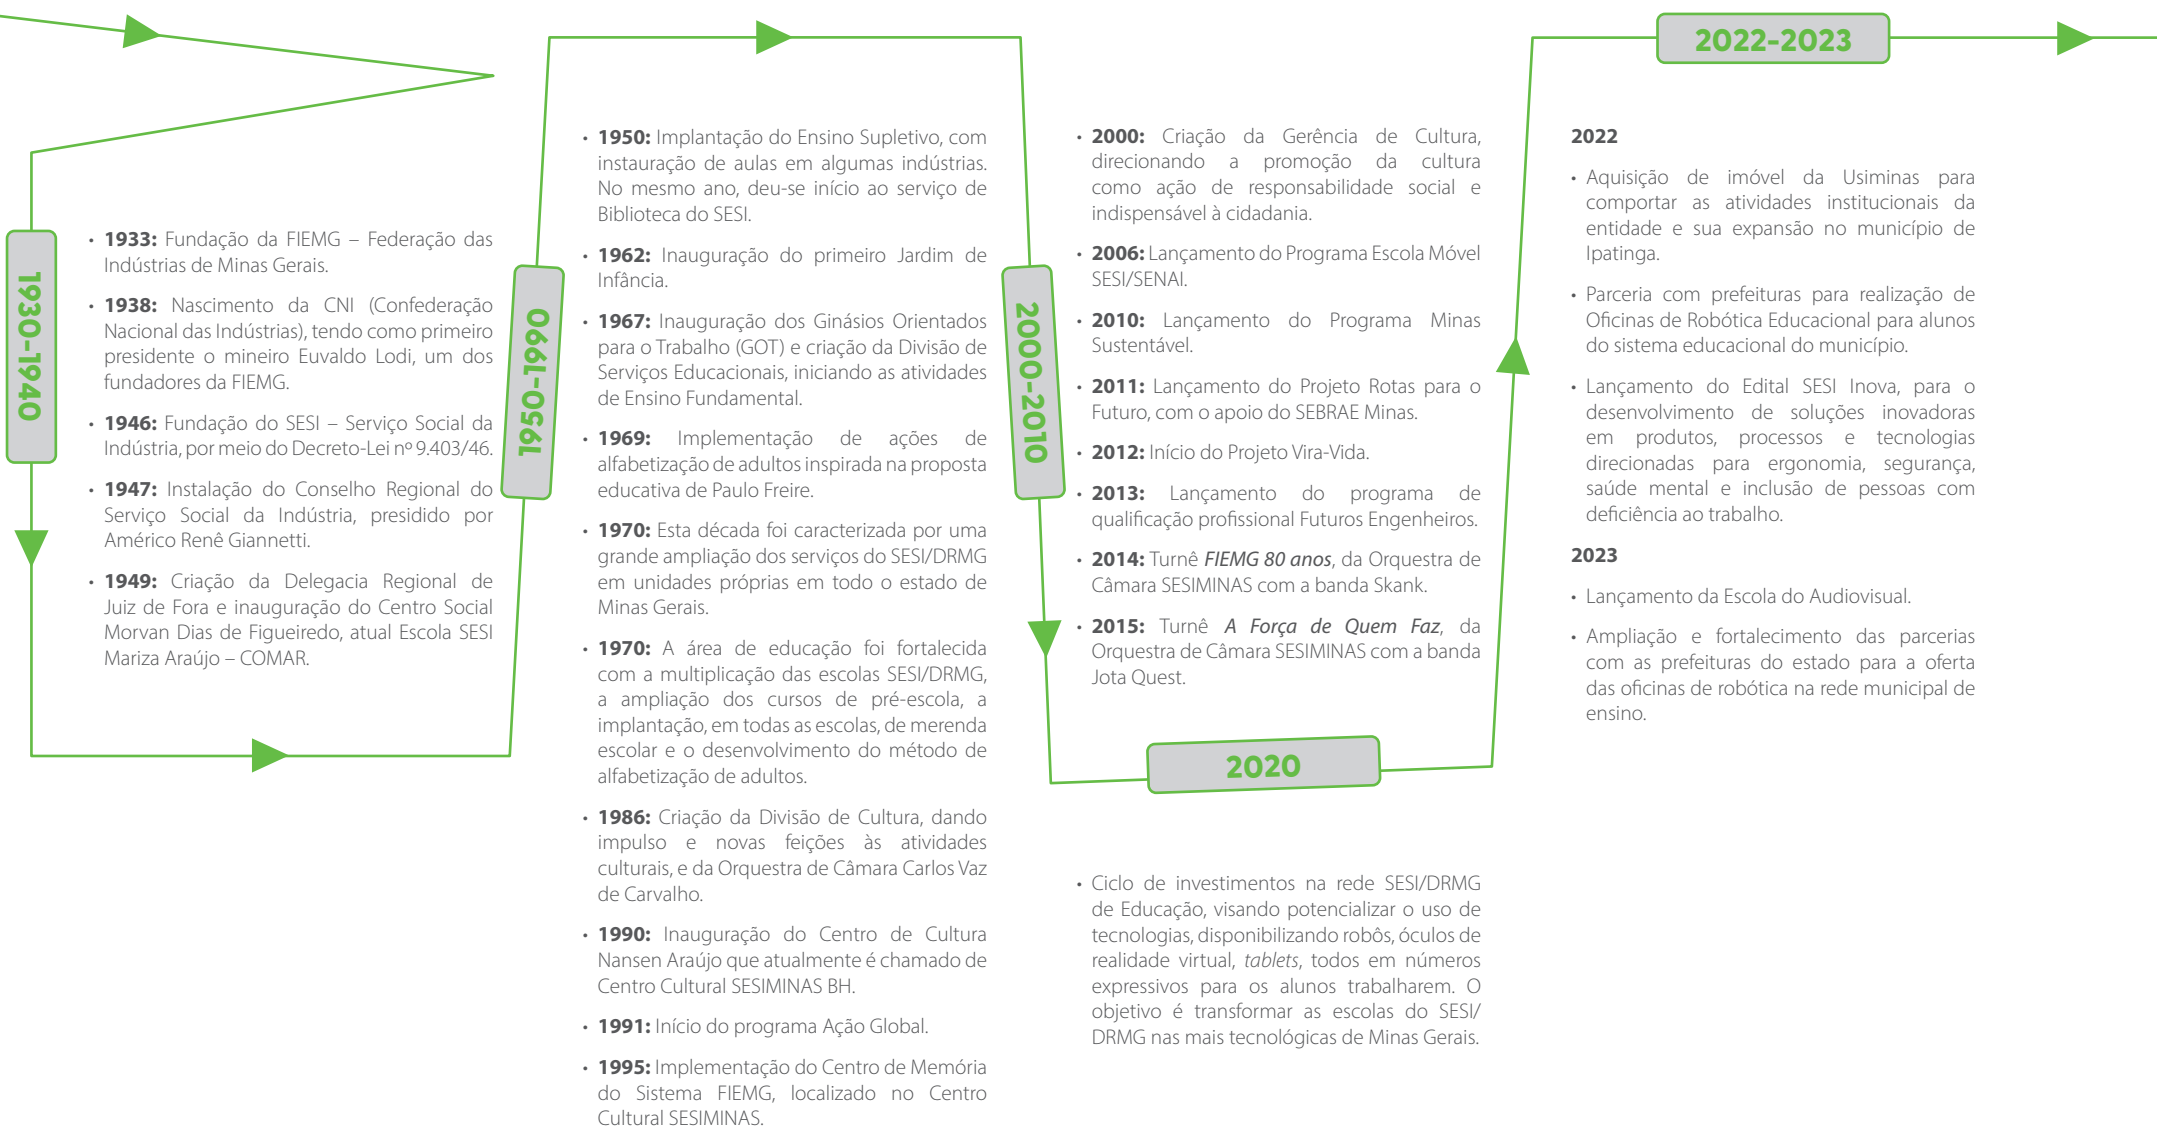 1930-1940
• 1933: Fundação da FIEMG – Federação das
Indústrias de Minas Gerais.
• 1938: Nascimento da CNI (Confederação
Nacional das Indústrias), tendo como primeiro
presidente o mineiro Euvaldo Lodi, um dos
fundadores da FIEMG.
• 1946: Fundação do SESI – Serviço Social da
Indústria, por meio do Decreto-Lei nº 9.403/46.
• 1947: Instalação do Conselho Regional do
Serviço Social da Indústria, presidido por
Américo Renê Giannetti.
• 1949: Criação da Delegacia Regional de
Juiz de Fora e inauguração do Centro Social
Morvan Dias de Figueiredo, atual Escola SESI
Mariza Araújo – COMAR.
1950-1990
• 1950: Implantação do Ensino Supletivo, com
instauração de aulas em algumas indústrias.
No mesmo ano, deu-se início ao serviço de
Biblioteca do SESI.
• 1962: Inauguração do primeiro Jardim de
Infância.
• 1967: Inauguração dos Ginásios Orientados
para o Trabalho (GOT) e criação da Divisão de
Serviços Educacionais, iniciando as atividades
de Ensino Fundamental.
• 1969: Implementação de ações de
alfabetização de adultos inspirada na proposta
educativa de Paulo Freire.
• 1970: Esta década foi caracterizada por uma
grande ampliação dos serviços do SESI/DRMG
em unidades próprias em todo o estado de
Minas Gerais.
• 1970: A área de educação foi fortalecida
com a multiplicação das escolas SESI/DRMG,
a ampliação dos cursos de pré-escola, a
implantação, em todas as escolas, de merenda
escolar e o desenvolvimento do método de
alfabetização de adultos.
• 1986: Criação da Divisão de Cultura, dando
impulso e novas feições às atividades
culturais, e da Orquestra de Câmara Carlos Vaz
de Carvalho.
• 1990: Inauguração do Centro de Cultura
Nansen Araújo que atualmente é chamado de
Centro Cultural SESIMINAS BH.
• 1991: Início do programa Ação Global.
• 1995: Implementação do Centro de Memória
do Sistema FIEMG, localizado no Centro
Cultural SESIMINAS.
2000-2010
• 2000: Criação da Gerência de Cultura,
direcionando a promoção da cultura
como ação de responsabilidade social e
indispensável à cidadania.
• 2006: Lançamento do Programa Escola Móvel
SESI/SENAI.
• 2010: Lançamento do Programa Minas
Sustentável.
• 2011: Lançamento do Projeto Rotas para o
Futuro, com o apoio do SEBRAE Minas.
• 2012: Início do Projeto Vira-Vida.
• 2013: Lançamento do programa de
qualificação profissional Futuros Engenheiros.
• 2014: Turnê FIEMG 80 anos, da Orquestra de
Câmara SESIMINAS com a banda Skank.
• 2015: Turnê A Força de Quem Faz, da
Orquestra de Câmara SESIMINAS com a banda
Jota Quest.
2020
• Ciclo de investimentos na rede SESI/DRMG
de Educação, visando potencializar o uso de
tecnologias, disponibilizando robôs, óculos de
realidade virtual, tablets, todos em números
expressivos para os alunos trabalharem. O
objetivo é transformar as escolas do SESI/
DRMG nas mais tecnológicas de Minas Gerais.
2022-2023
2022
• Aquisição de imóvel da Usiminas para
comportar as atividades institucionais da
entidade e sua expansão no município de
Ipatinga.
• Parceria com prefeituras para realização de
Oficinas de Robótica Educacional para alunos
do sistema educacional do município.
• Lançamento do Edital SESI Inova, para o
desenvolvimento de soluções inovadoras
em produtos, processos e tecnologias
direcionadas para ergonomia, segurança,
saúde mental e inclusão de pessoas com
deficiência ao trabalho.
2023
• Lançamento da Escola do Audiovisual.
• Ampliação e fortalecimento das parcerias
com as prefeituras do estado para a oferta
das oficinas de robótica na rede municipal de
ensino.